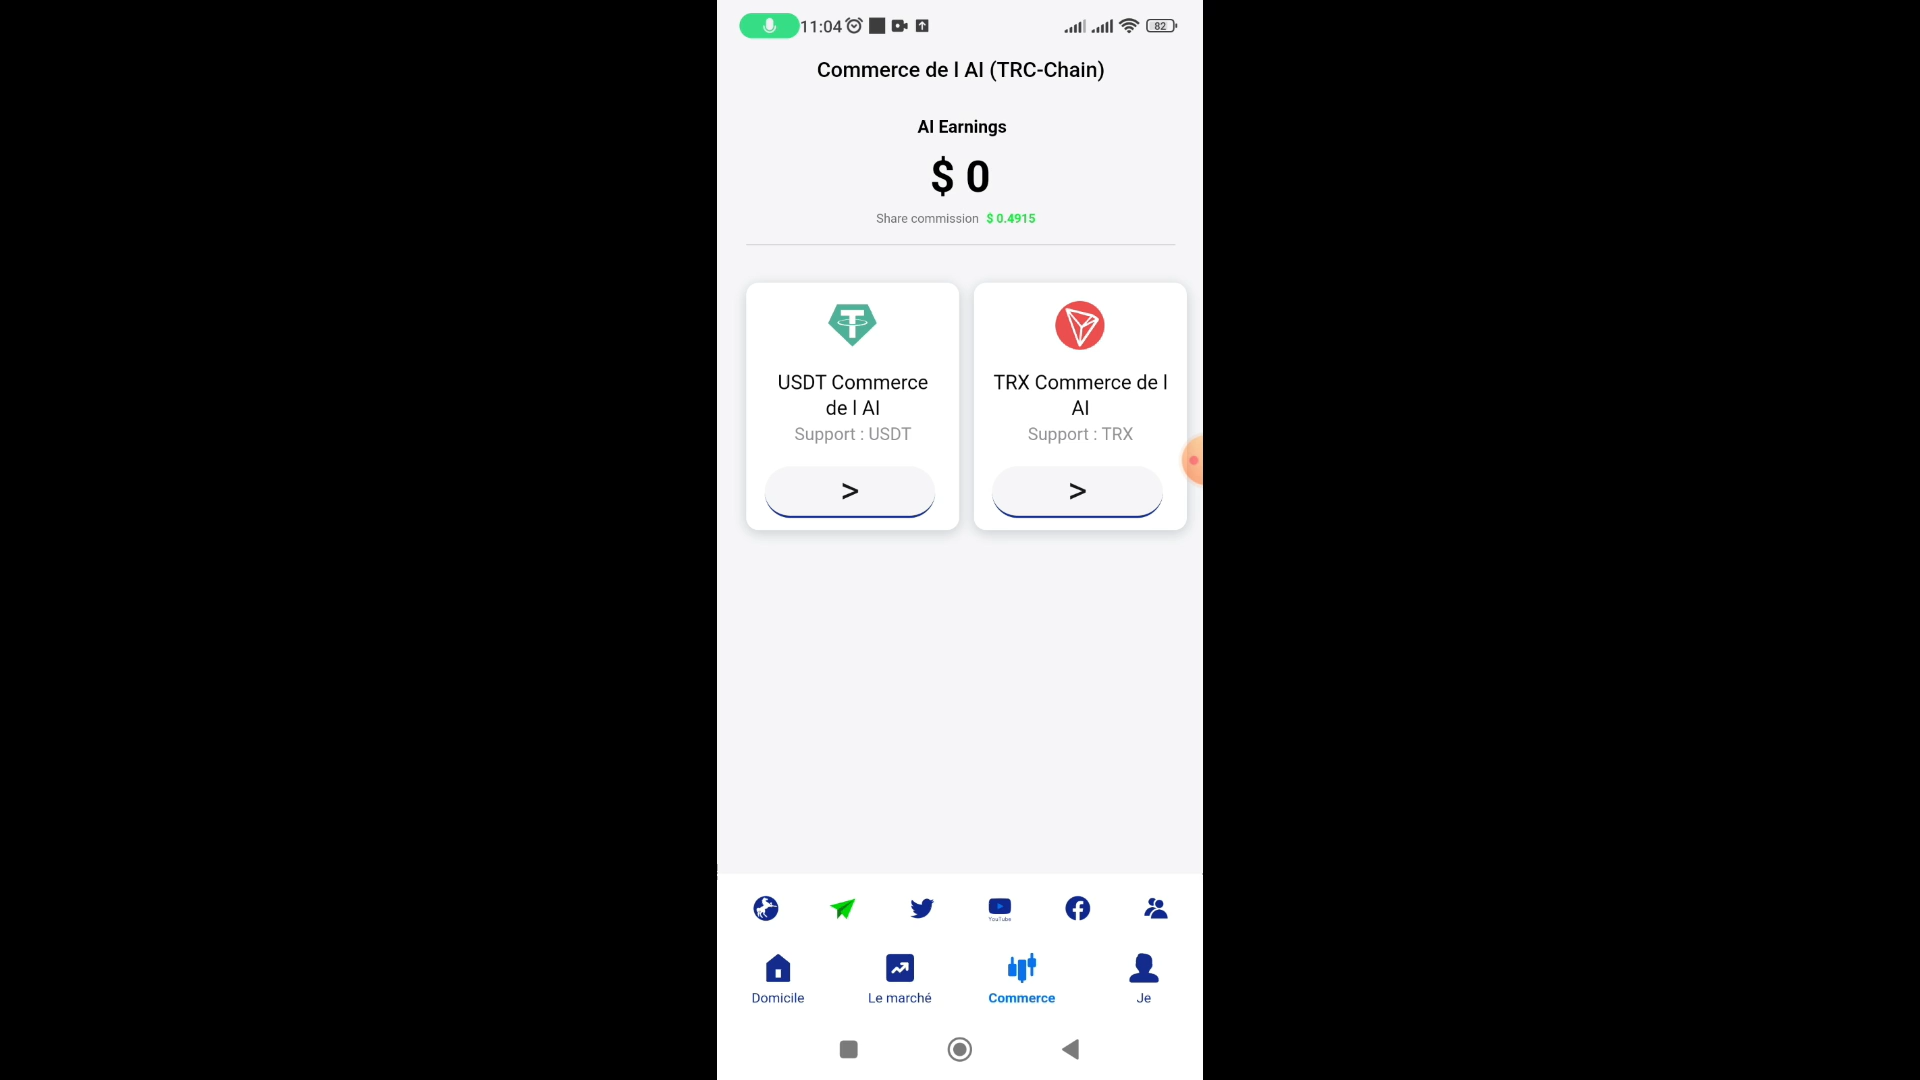 11:04
82
Commerce de l AI (TRC-Chain)
AI Earnings
$ 0
Share commission $ 0.4915
USDT Commerce
de l AI
Support : USDT
>
TRX Commerce de l
AI
Support : TRX
>
YouTube
Domicile
Le marché
Commerce
Je